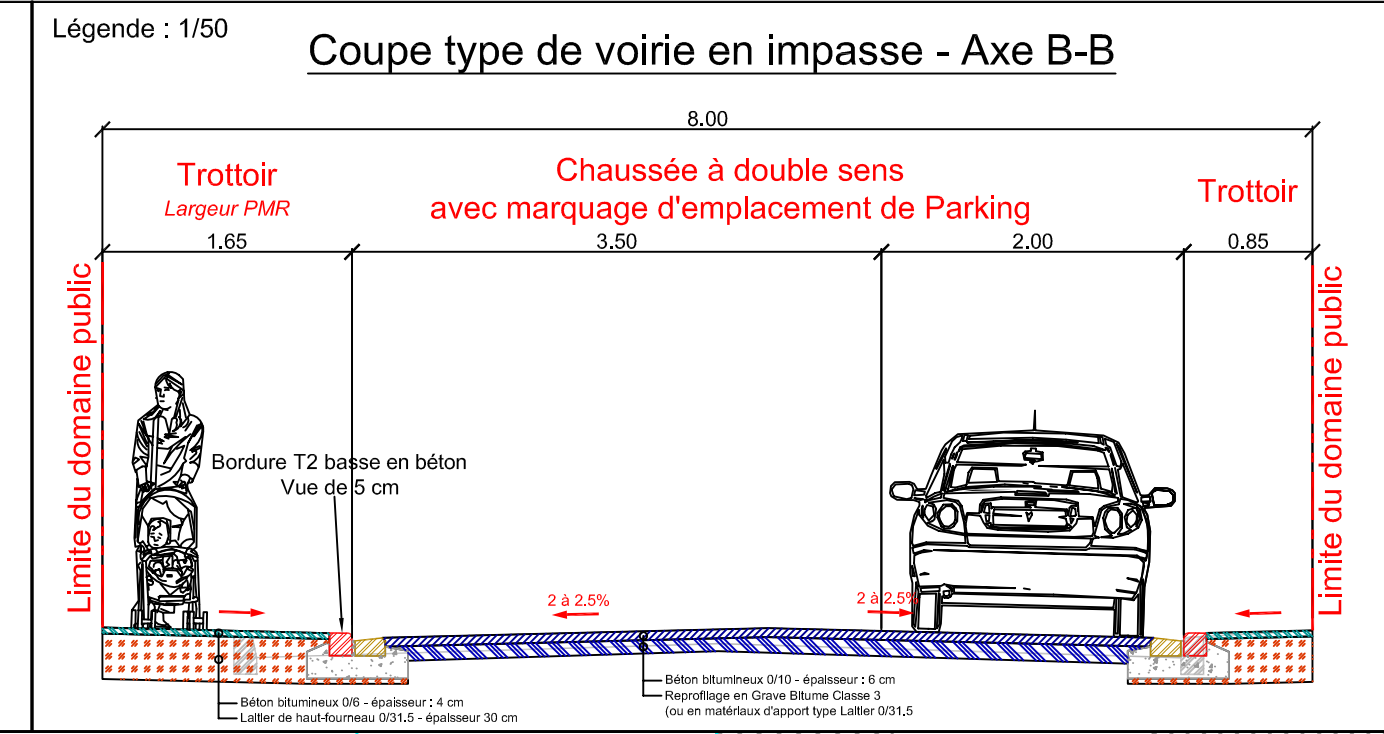 Légende : 1/50
Coupe type de voirie en impasse - Axe B-B
8.00
Trottoir
Largeur PMR
Chaussée à double sens
avec marquage d'emplacement de Parking
Trottoir
1.65
3.50
2.00
0.85
Limite du domaine public
Limite du domaine public
Bordure T2 basse en béton
Vue de 5 cm
2 à 2.5%
2 à 2.5%
Béton bitumineux 0/10 - épaisseur : 6 cm
Reprofilage en Grave Bitume Classe 3
(ou en matériaux d'apport type Laitier 0/31.5
Béton bitumineux 0/6 - épaisseur : 4 cm
Laitier de haut-fourneau 0/31.5 - épaisseur 30 cm